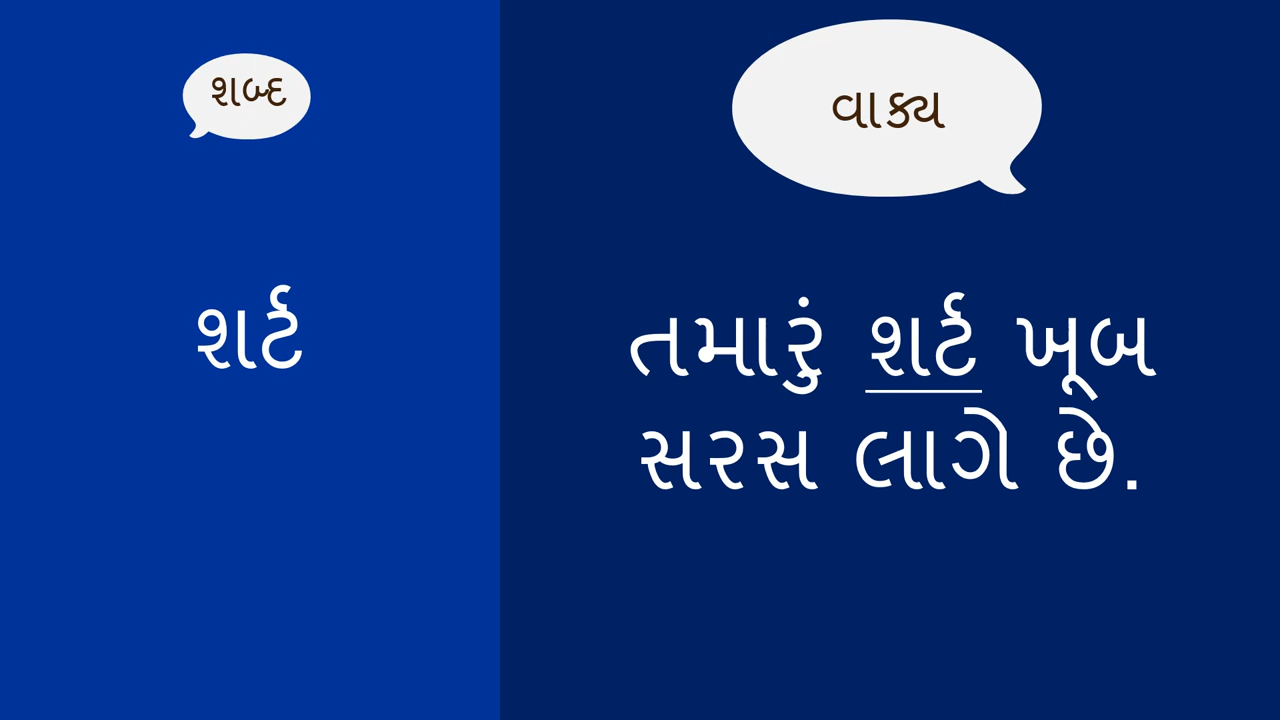 શબ્દ
શર્ટ
વાક્ય
તમારું શર્ટ ખૂબ
સરસ લાગે છે.